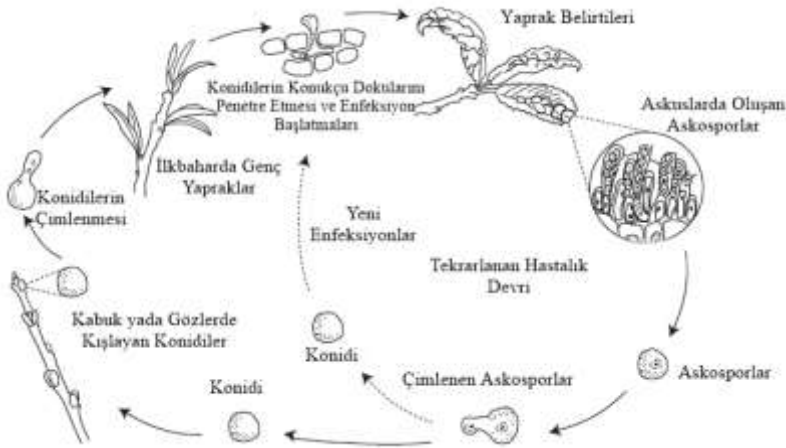 Yaprak Belirtileri
Konidilerin Konukçu Dokularını
Penetre Etmesi ve Enfeksiyon
Başlatmaları
Askuslarda Oluşan
Askosporlar
İlkbaharda Genç
Yapraklar
Konidilerin
Çimlenmesi
Yeni
Enfeksiyonlar
Tekrarlanan Hastalık
Devri
Kabuk yada Gözlerde
Kışlayan Konidiler
Konidi
Çimlenen Askosporlar
Askosporlar
Konidi